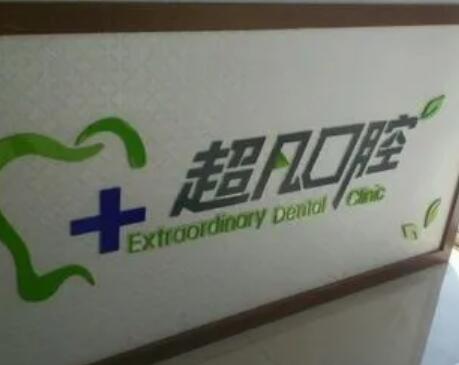 超凡口腔
Extraordinary Dental Clinic